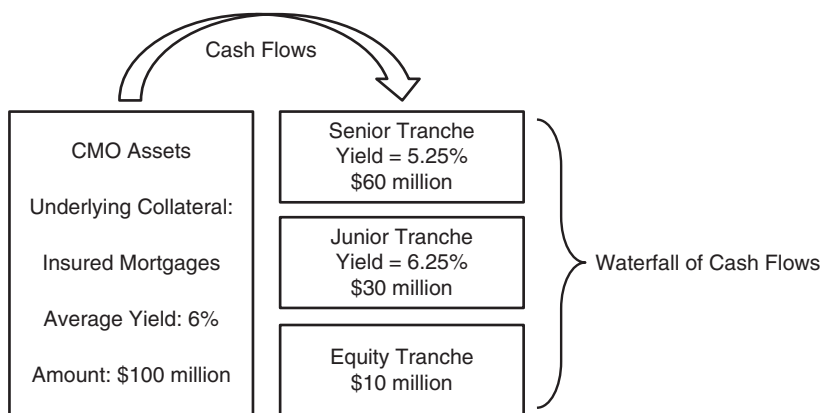 Cash Flows
CMO Assets
Underlying Collateral:
Insured Mortgages
Average Yield: 6%
Amount: $100 million
Senior Tranche
Yield = 5.25%
$60 million
Junior Tranche
Yield = 6.25%
$30 million
Equity Tranche
$10 million
Waterfall of Cash Flows